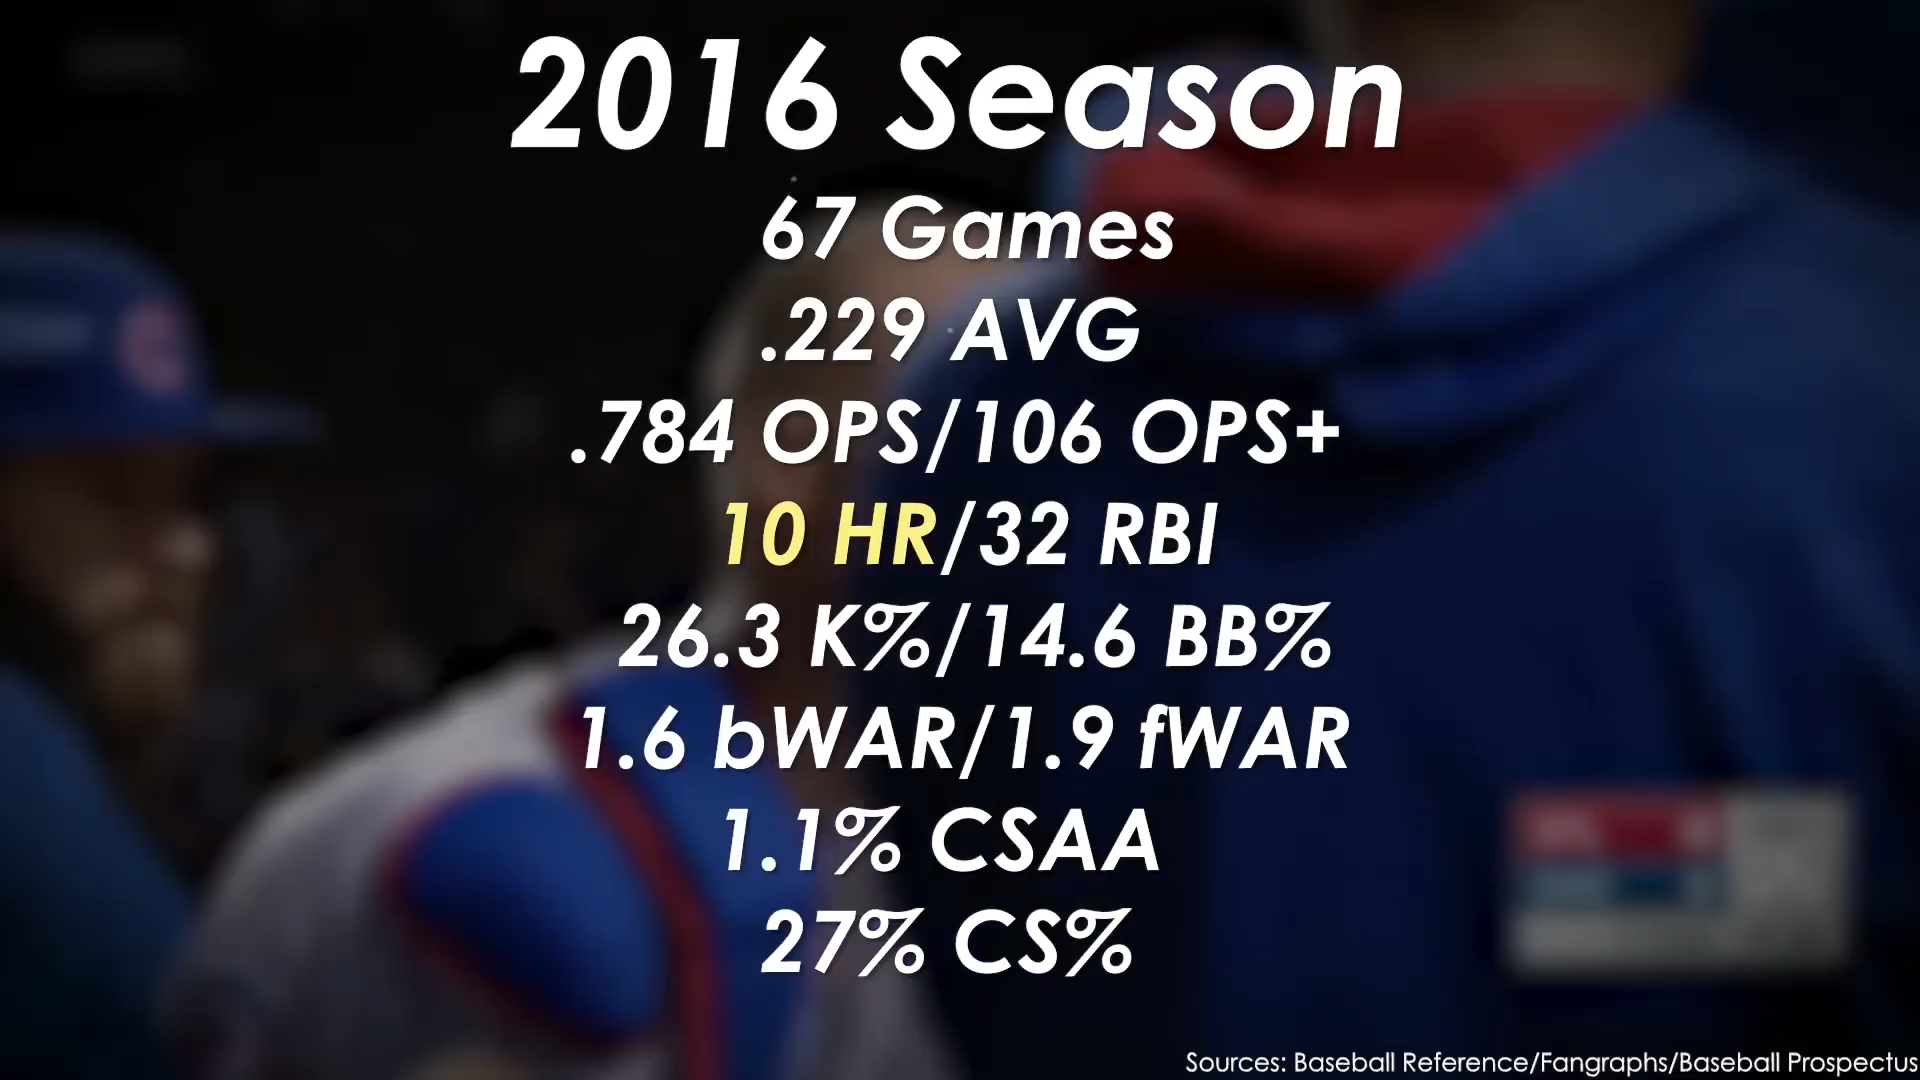 2016 Season
67 Games
.229 AVG
.784 OPS/106 OPS+
10 HR/32 RBI
26.3 K%/14.6 BB%
1.6 bWAR/1.9 fWAR
1.1% CSAA
27% CS%
Sources: Baseball Reference/Fangraphs/Baseball Prospectus